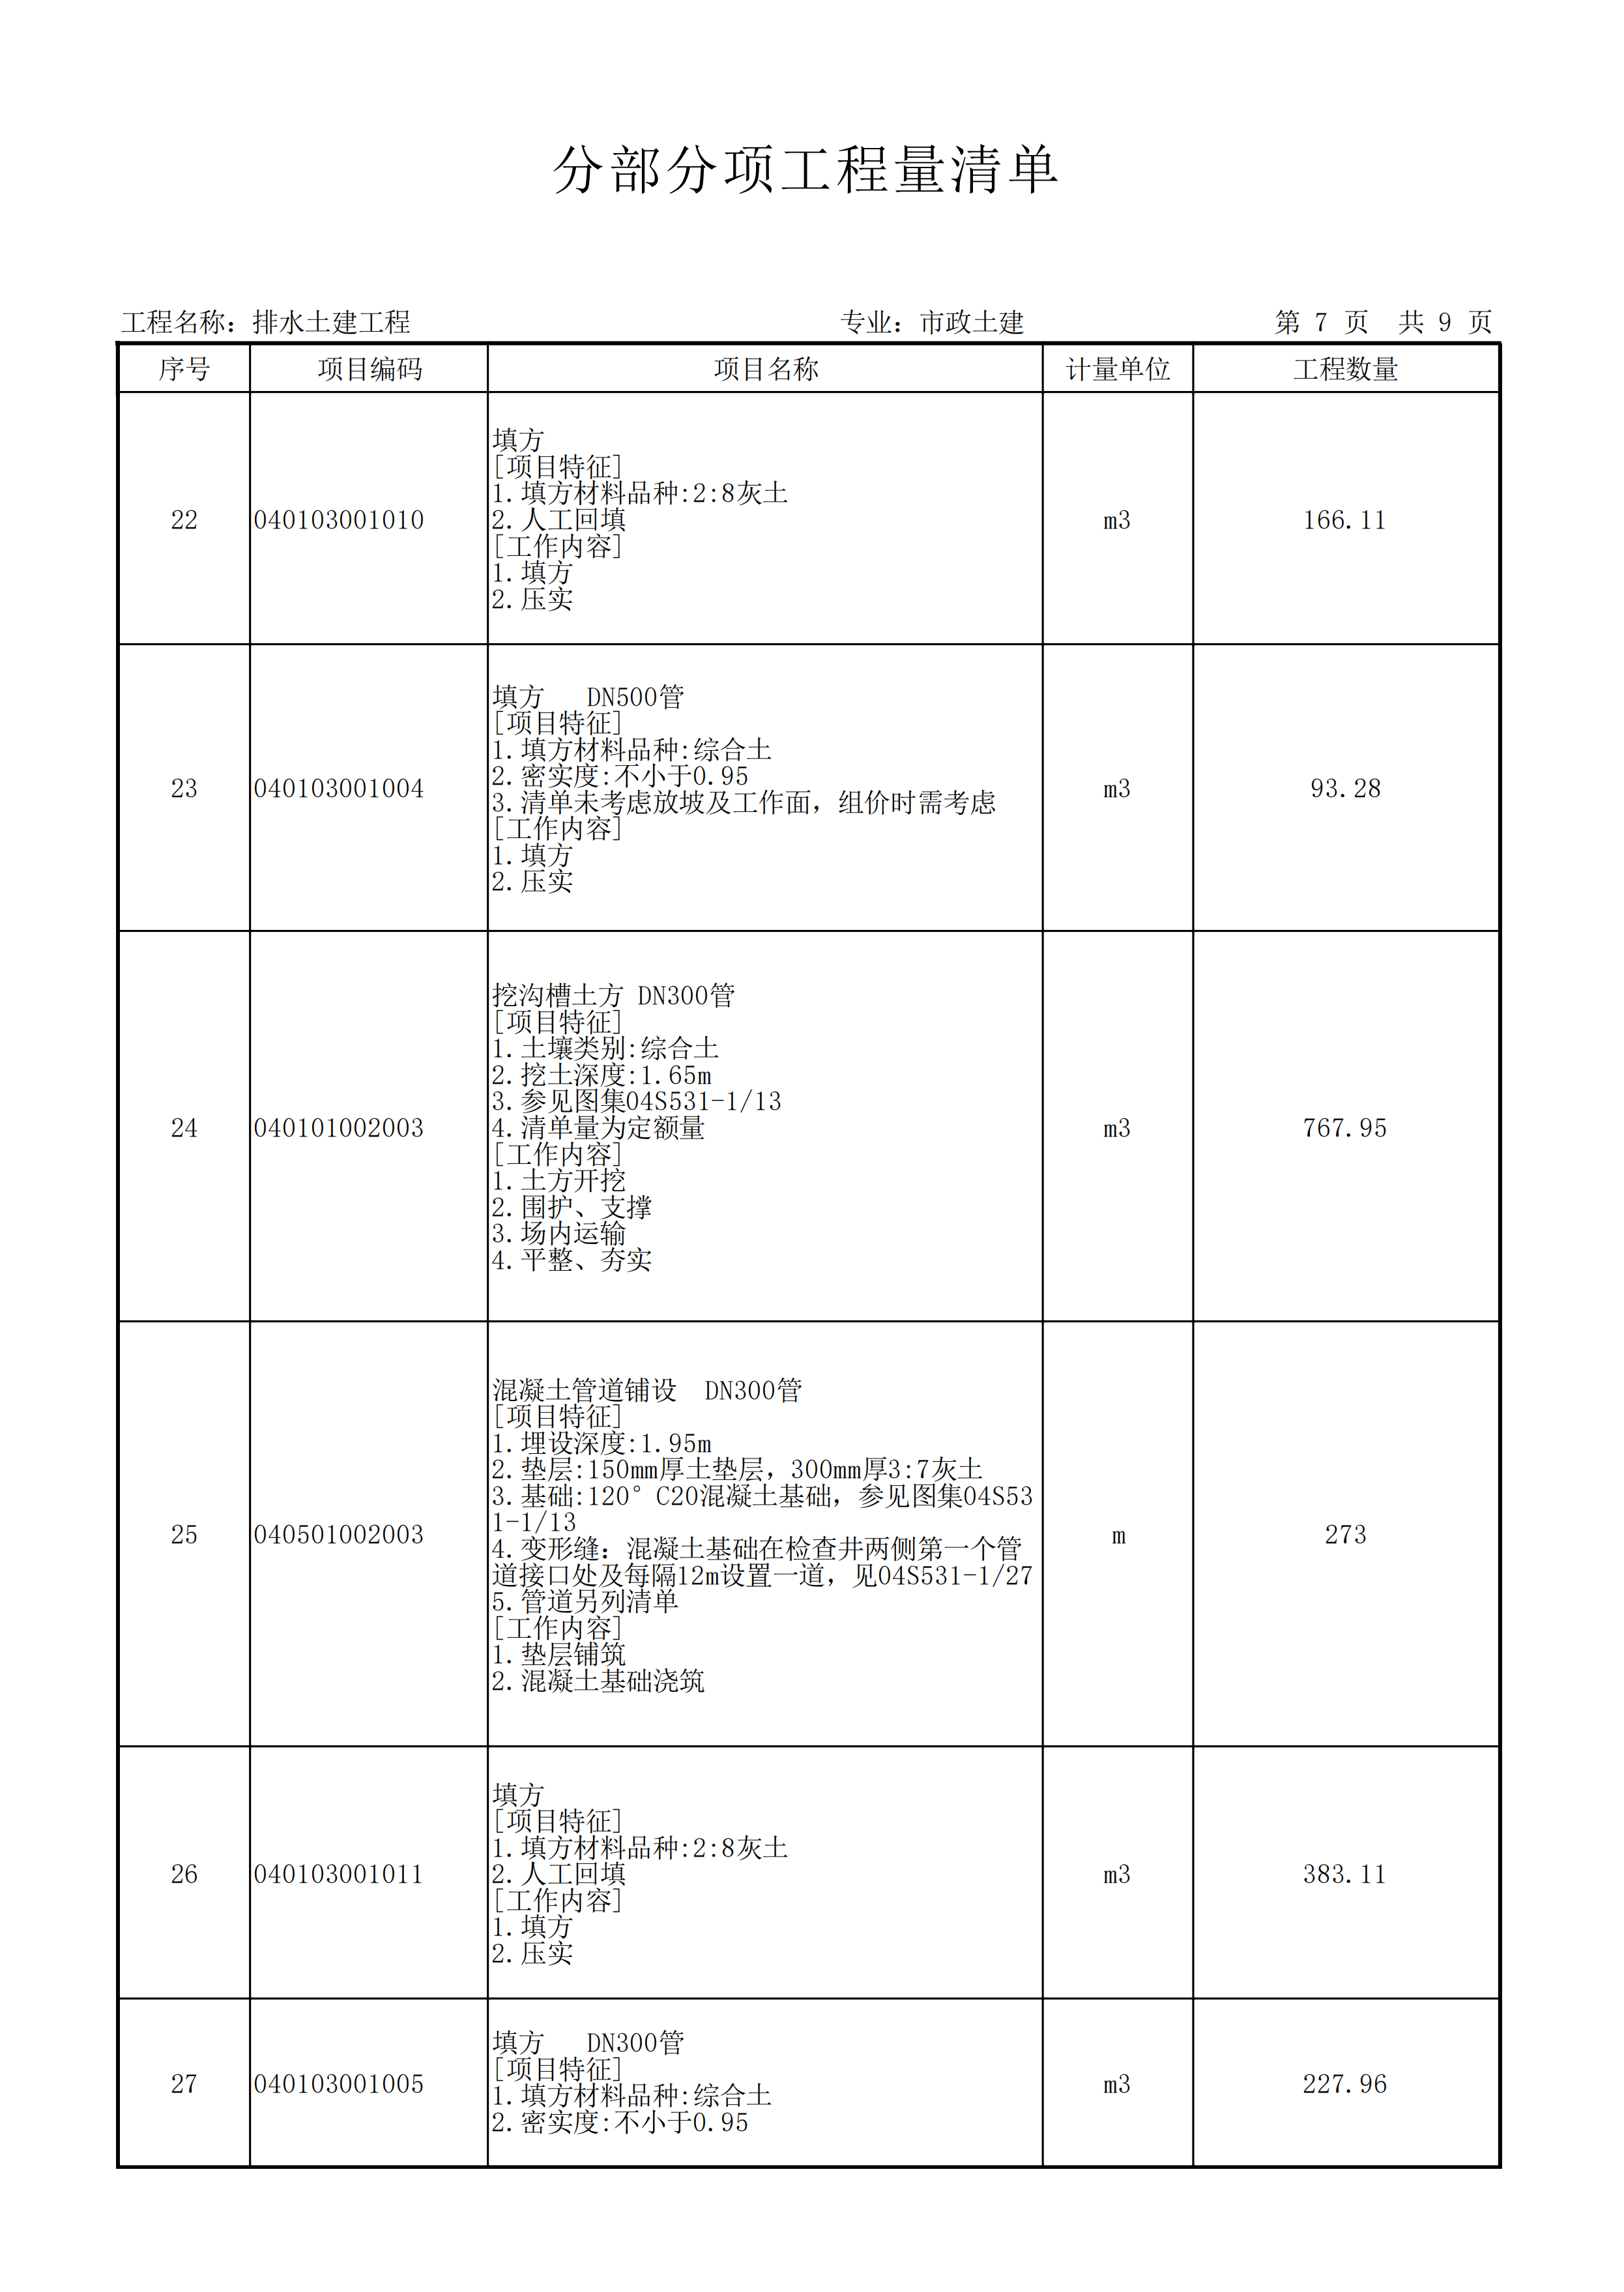 分部分项工程量清单
工程名称：排水土建工程 专业：市政土建 第 7 页 共 9 页
序号 项目编码 项目名称 计量单位 工程数量
填方
[项目特征]
1.填方材料品种:2:8灰土
22 040103001010 2.人工回填 m3 166.11
[工作内容]
1.填方
2.压实
填方 DN500管
[项目特征]
1.填方材料品种:综合土
2.密实度:不小于0.95
23 040103001004 3.清单未考虑放坡及工作面，组价时需考虑 m3 93.28
[工作内容]
1.填方
2.压实
挖沟槽土方 DN300管
[项目特征]
1.土壤类别:综合土
2.挖土深度:1.65m
3.参见图集04S531-1/13
24 040101002003 4.清单量为定额量 m3 767.95
[工作内容]
1.土方开挖
2.围护、支撑
3.场内运输
4.平整、夯实
混凝土管道铺设 DN300管
[项目特征]
1.埋设深度:1.95m
2.垫层:150mm厚土垫层，300mm厚3:7灰土
3.基础:120°C20混凝土基础，参见图集04S53
1-1/13
25 040501002003 4.变形缝：混凝土基础在检查井两侧第一个管 m 273
道接口处及每隔12m设置一道，见04S531-1/27
5.管道另列清单
[工作内容]
1.垫层铺筑
2.混凝土基础浇筑
填方
[项目特征]
1.填方材料品种:2:8灰土
26 040103001011 2.人工回填 m3 383.11
[工作内容]
1.填方
2.压实
填方 DN300管
[项目特征]
27 040103001005 1.填方材料品种:综合土 m3 227.96
2.密实度:不小于0.95